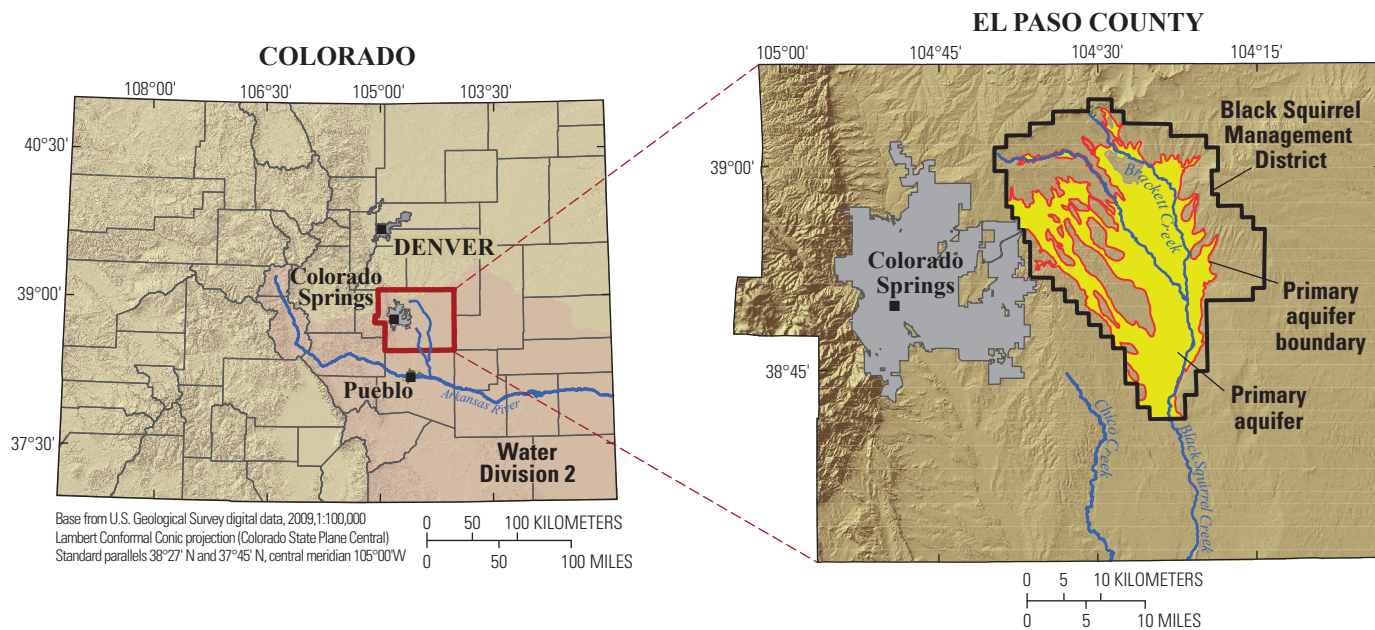 COLORADO
108°00'
106°30'
105°00'
103°30'
40°30'
39°00'
37°30'
DENVER
Colorado
Springs
Pueblo
Arkansas River
Water
Division 2
Base from U.S. Geological Survey digital data, 2009,1:100,000
Lambert Conformal Conic projection (Colorado State Plane Central)
Standard parallels 38°27' N and 37°45' N, central meridian 105°00'W
0 50 100 KILOMETERS
0 50 100 MILES
EL PASO COUNTY
105°00'
104°45'
104°30'
104°15'
39°00'
38°45'
Black Squirrel
Management
District
Brackett Creek
Colorado
Springs
Primary
aquifer
boundary
Primary
aquifer
Chico Creek
Black Squirrel Creek
0 5 10 KILOMETERS
0 5 10 MILES